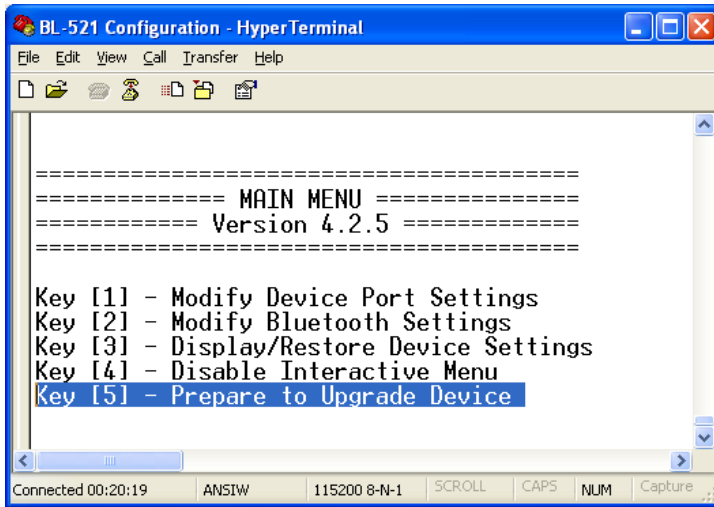 BL-521 Configuration - HyperTerminal
File Edit View Call Transfer Help
========================================
============== MAIN MENU ===============
============ Version 4.2.5 =============
========================================
Key [1] - Modify Device Port Settings
Key [2] - Modify Bluetooth Settings
Key [3] - Display/Restore Device Settings
Key [4] - Disable Interactive Menu
Key [5] - Prepare to Upgrade Device
Connected 00:20:19 ANSIW 115200 8-N-1 SCROLL CAPS NUM Capture